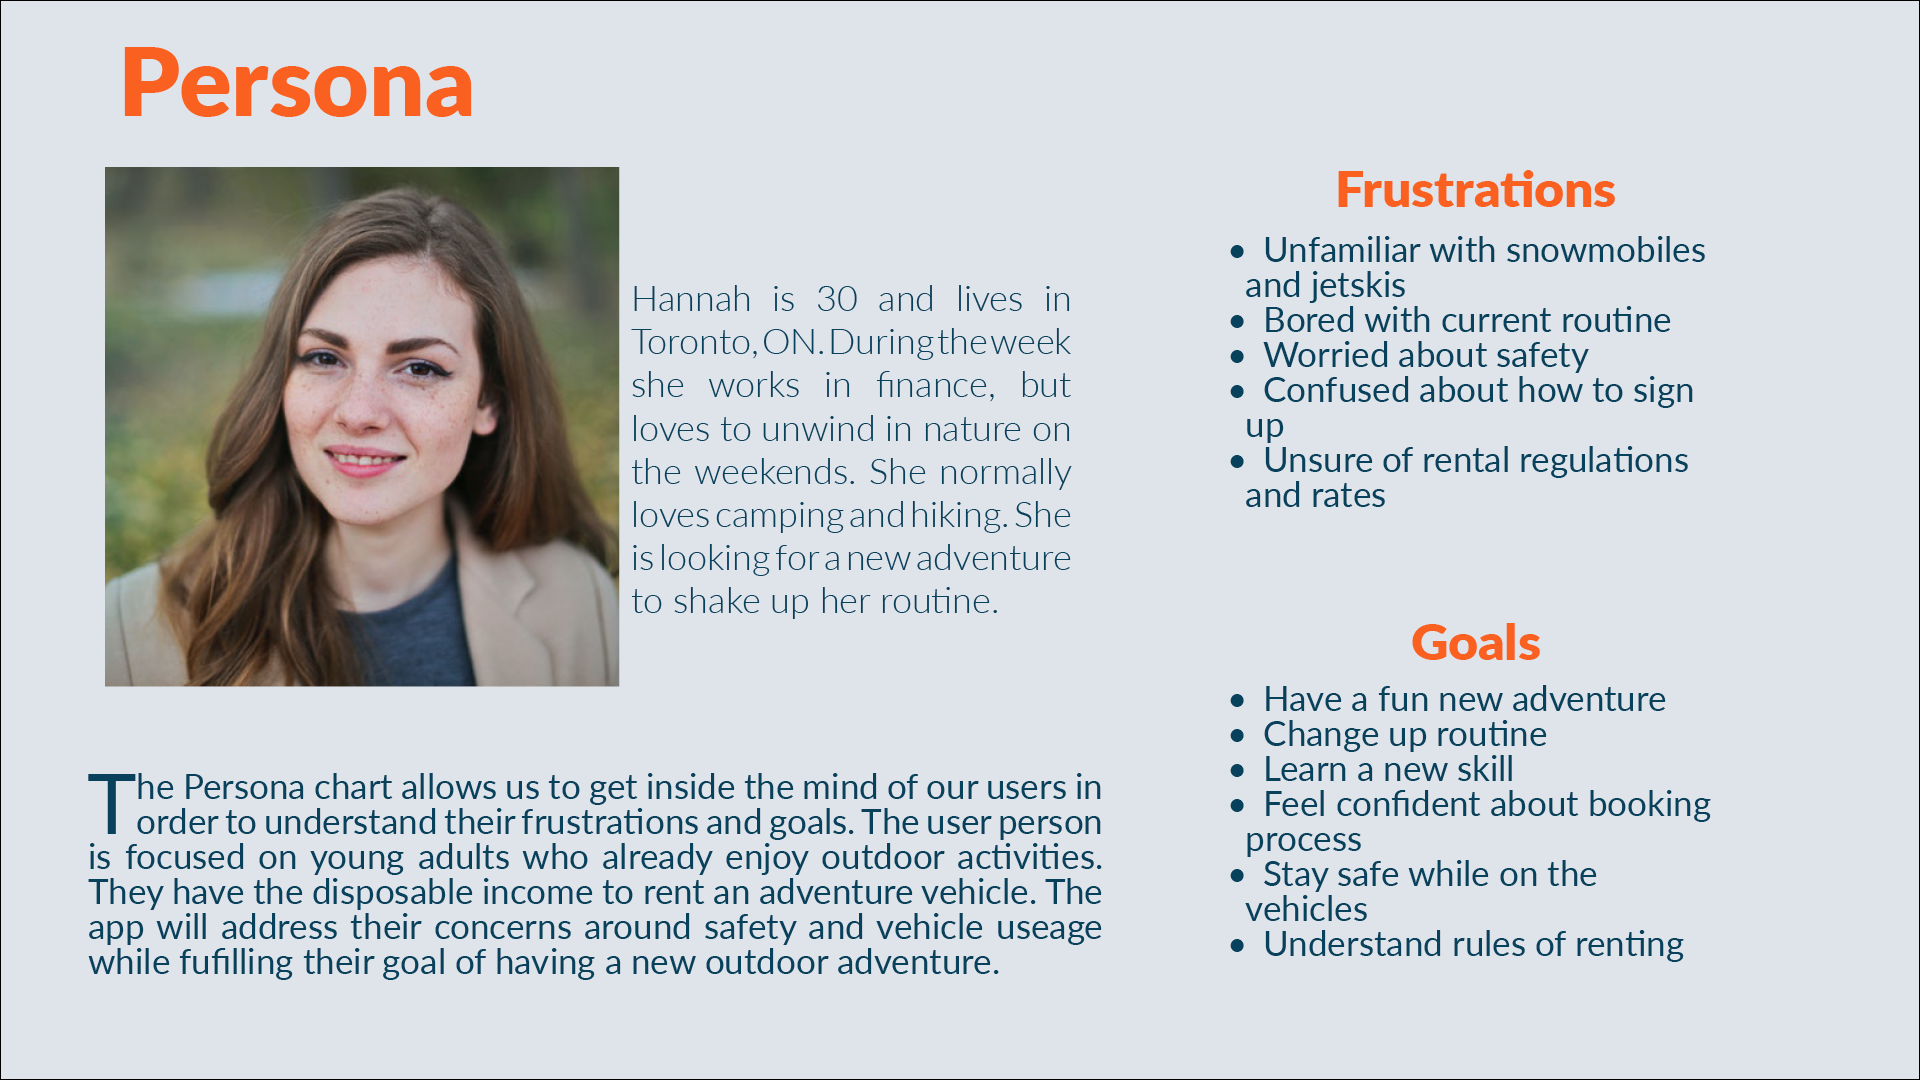 Persona
Hannah is 30 and lives in
Toronto, ON. During the week
she works in finance, but
loves to unwind in nature on
the weekends. She normally
loves camping and hiking. She
is looking for a new adventure
to shake up her routine.
The Persona chart allows us to get inside the mind of our users in
order to understand their frustrations and goals. The user person
is focused on young adults who already enjoy outdoor activities.
They have the disposable income to rent an adventure vehicle. The
app will address their concerns around safety and vehicle useage
while fufilling their goal of having a new outdoor adventure.
Frustrations
• Unfamiliar with snowmobiles
and jetskis
• Bored with current routine
• Worried about safety
• Confused about how to sign
up
• Unsure of rental regulations
and rates
Goals
• Have a fun new adventure
• Change up routine
• Learn a new skill
• Feel confident about booking
process
• Stay safe while on the
vehicles
• Understand rules of renting